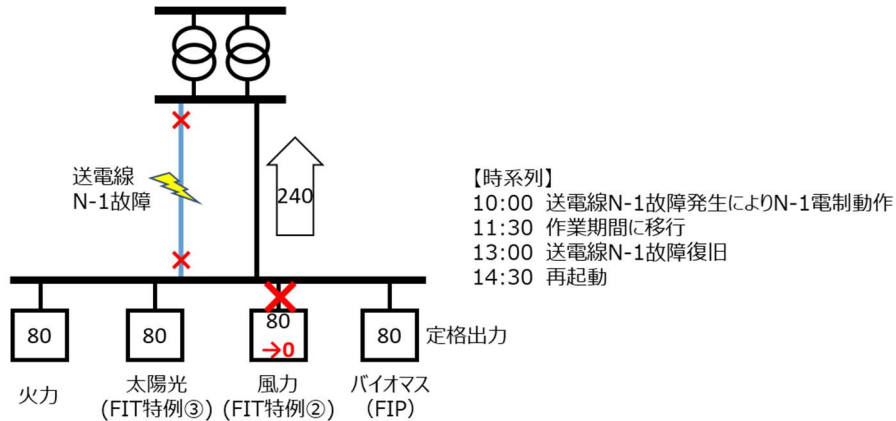 送電線
N-1故障
240
【時系列】
10:00 送電線N-1故障発生によりN-1電制動作
11:30 作業期間に移行
13:00 送電線N-1故障復旧
14:30 再起動
80
80
80
→0
80
定格出力
火力
太陽光
(FIT特例③)
風力
(FIT特例②)
バイオマス
(FIP)